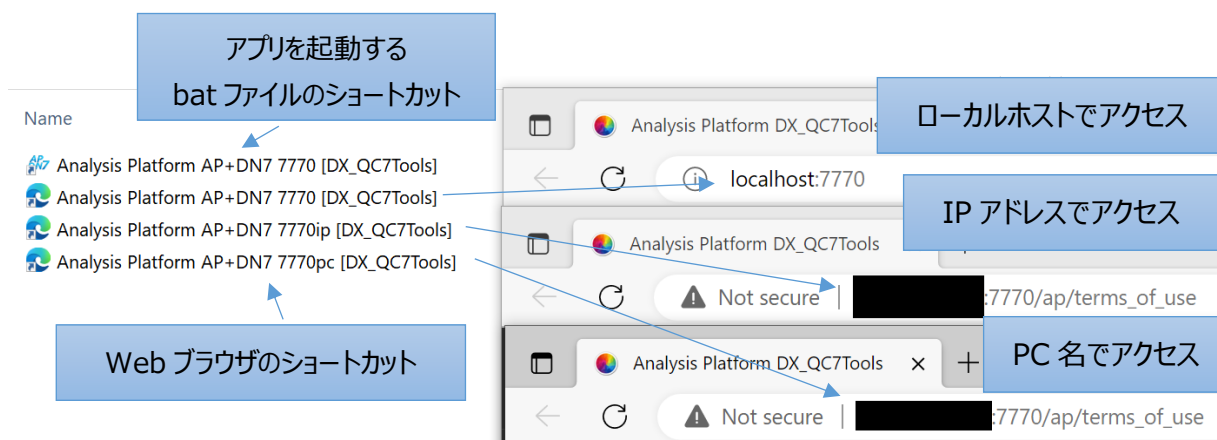 アプリを起動する
bat ファイルのショートカット
Name
Analysis Platform AP+DN7 7770 [DX_QC7Tools]
Analysis Platform AP+DN7 7770 [DX_QC7Tools]
Analysis Platform AP+DN7 7770ip [DX_QC7Tools]
Analysis Platform AP+DN7 7770pc [DX_QC7Tools]
Web ブラウザのショートカット
Analysis Platform DX_QC7Tools
ローカルホストでアクセス
localhost:7770
IP アドレスでアクセス
Analysis Platform DX_QC7Tools
Not secure
:7770/ap/terms_of_use
PC 名でアクセス
Analysis Platform DX_QC7Tools
Not secure
:7770/ap/terms_of_use